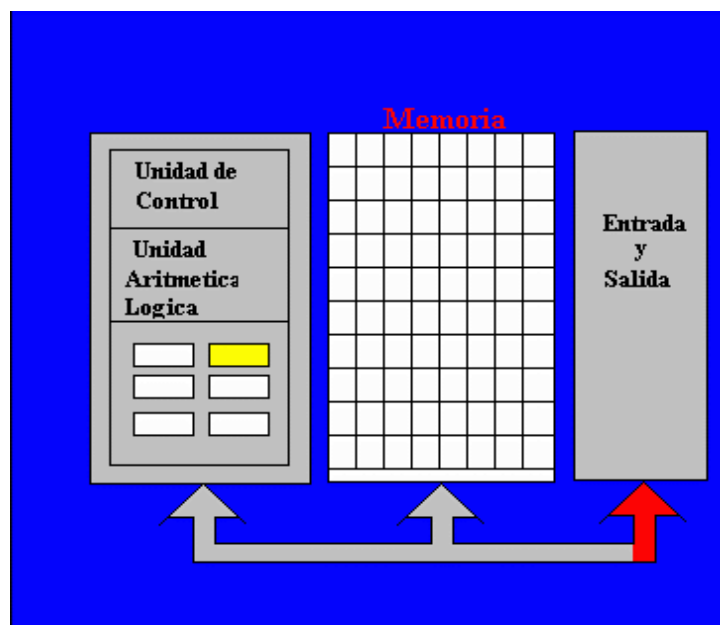 Memoria
Unidad de
Control
Unidad
Aritmetica
Logica
Entrada
y
Salida